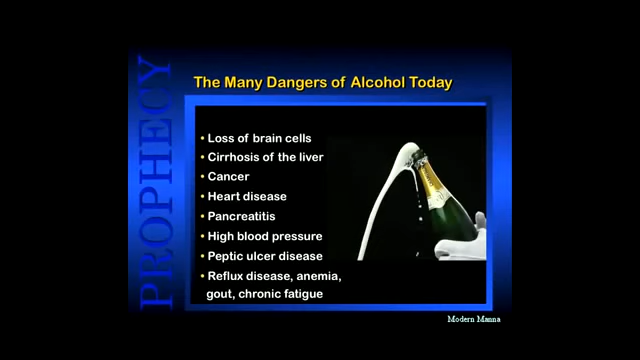 The Many Dangers of Alcohol Today
PROPHECY
• Loss of brain cells
• Cirrhosis of the liver
• Cancer
• Heart disease
• Pancreatitis
• High blood pressure
• Peptic ulcer disease
• Reflux disease, anemia,
gout, chronic fatigue
Modern Manna